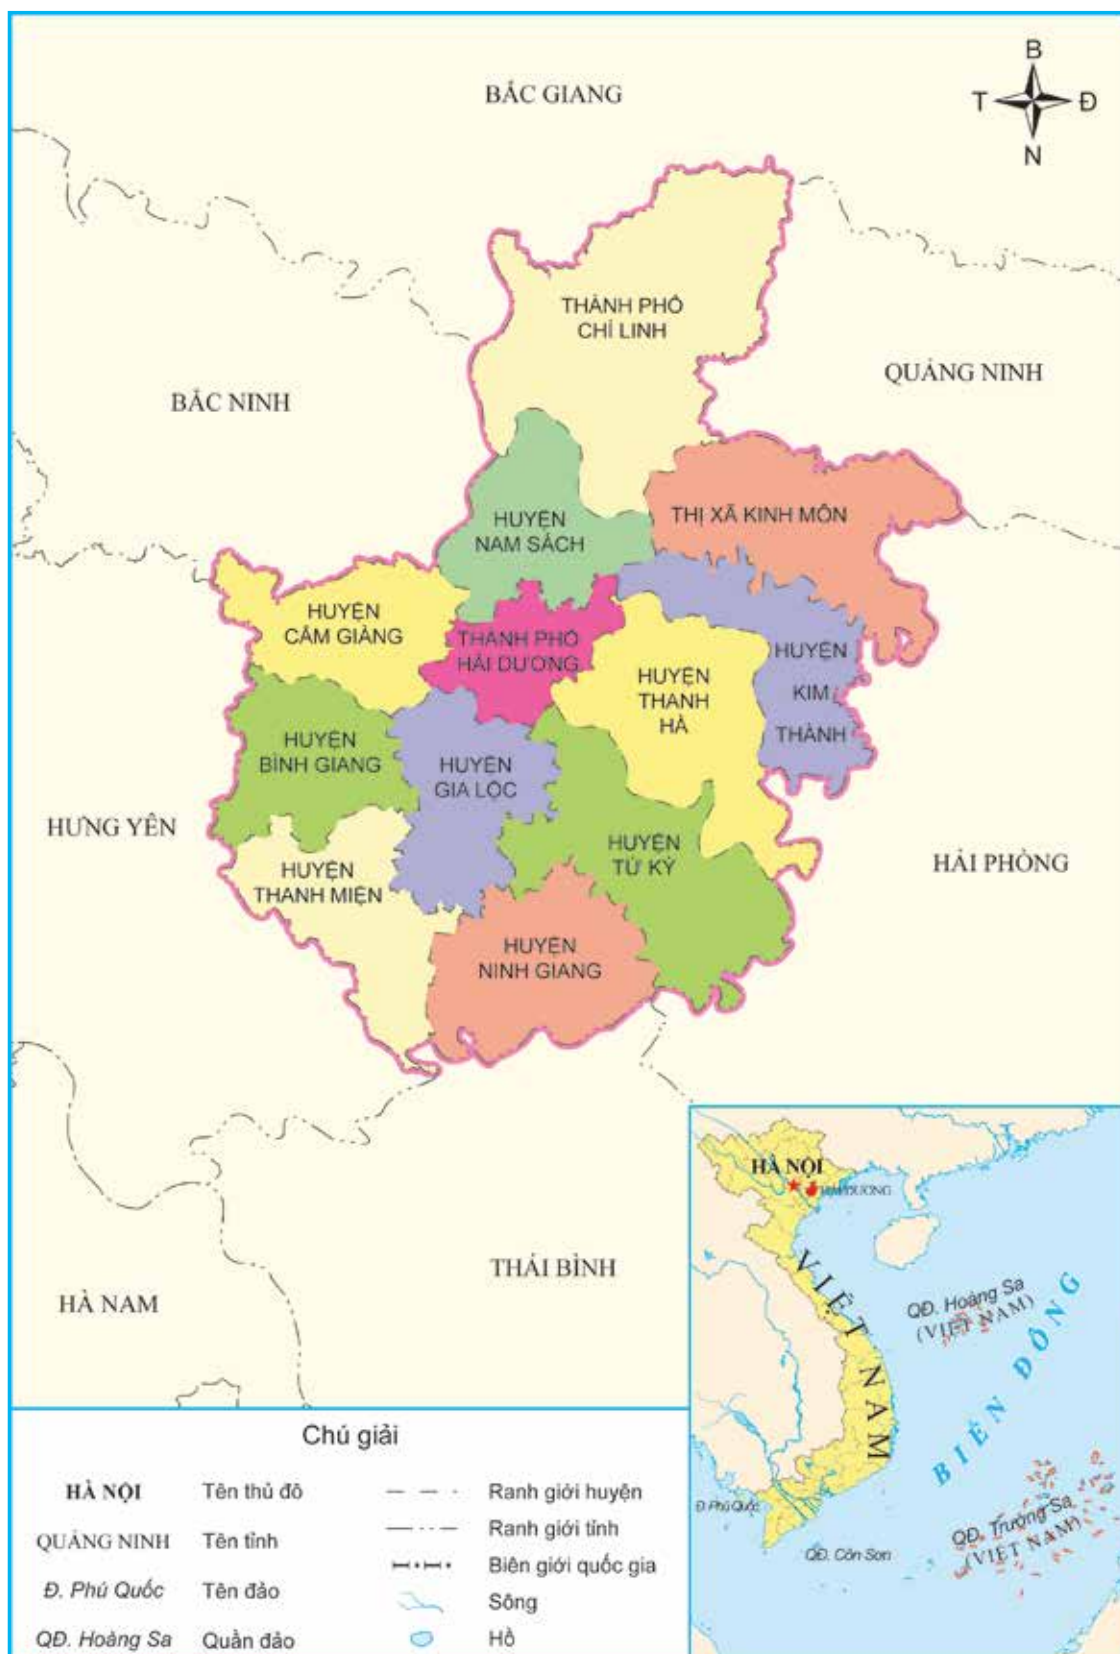 BẮC GIANG
B
T
Đ
N
THÀNH PHỐ
CHÍ LINH
QUẢNG NINH
BẮC NINH
THỊ XÃ KINH MÔN
HUYỆN
NAM SÁCH
HUYỆN
CẨM GIÀNG
THÀNH PHỐ
HẢI DƯƠNG
HUYỆN
THANH
HÀ
HUYỆN
KIM
THÀNH
HUYỆN
BÌNH GIANG
HUYỆN
GIA LỘC
HƯNG YÊN
HUYỆN
TỨ KỲ
HẢI PHÒNG
HUYỆN
THANH MIỆN
HUYỆN
NINH GIANG
THÁI BÌNH
HÀ NAM
HÀ NỘI
HẢI DƯƠNG
VIỆT NAM
QĐ. Hoàng Sa
(VIỆT NAM)
BIỂN ĐÔNG
Đ. Phú Quốc
QĐ. Côn Sơn
QĐ. Trường Sa
(VIỆT NAM)
Chú giải
HÀ NỘI Tên thủ đô
QUẢNG NINH Tên tỉnh
Đ. Phú Quốc Tên đảo
QĐ. Hoàng Sa Quần đảo
Ranh giới huyện
Ranh giới tỉnh
Biên giới quốc gia
Sông
Hồ